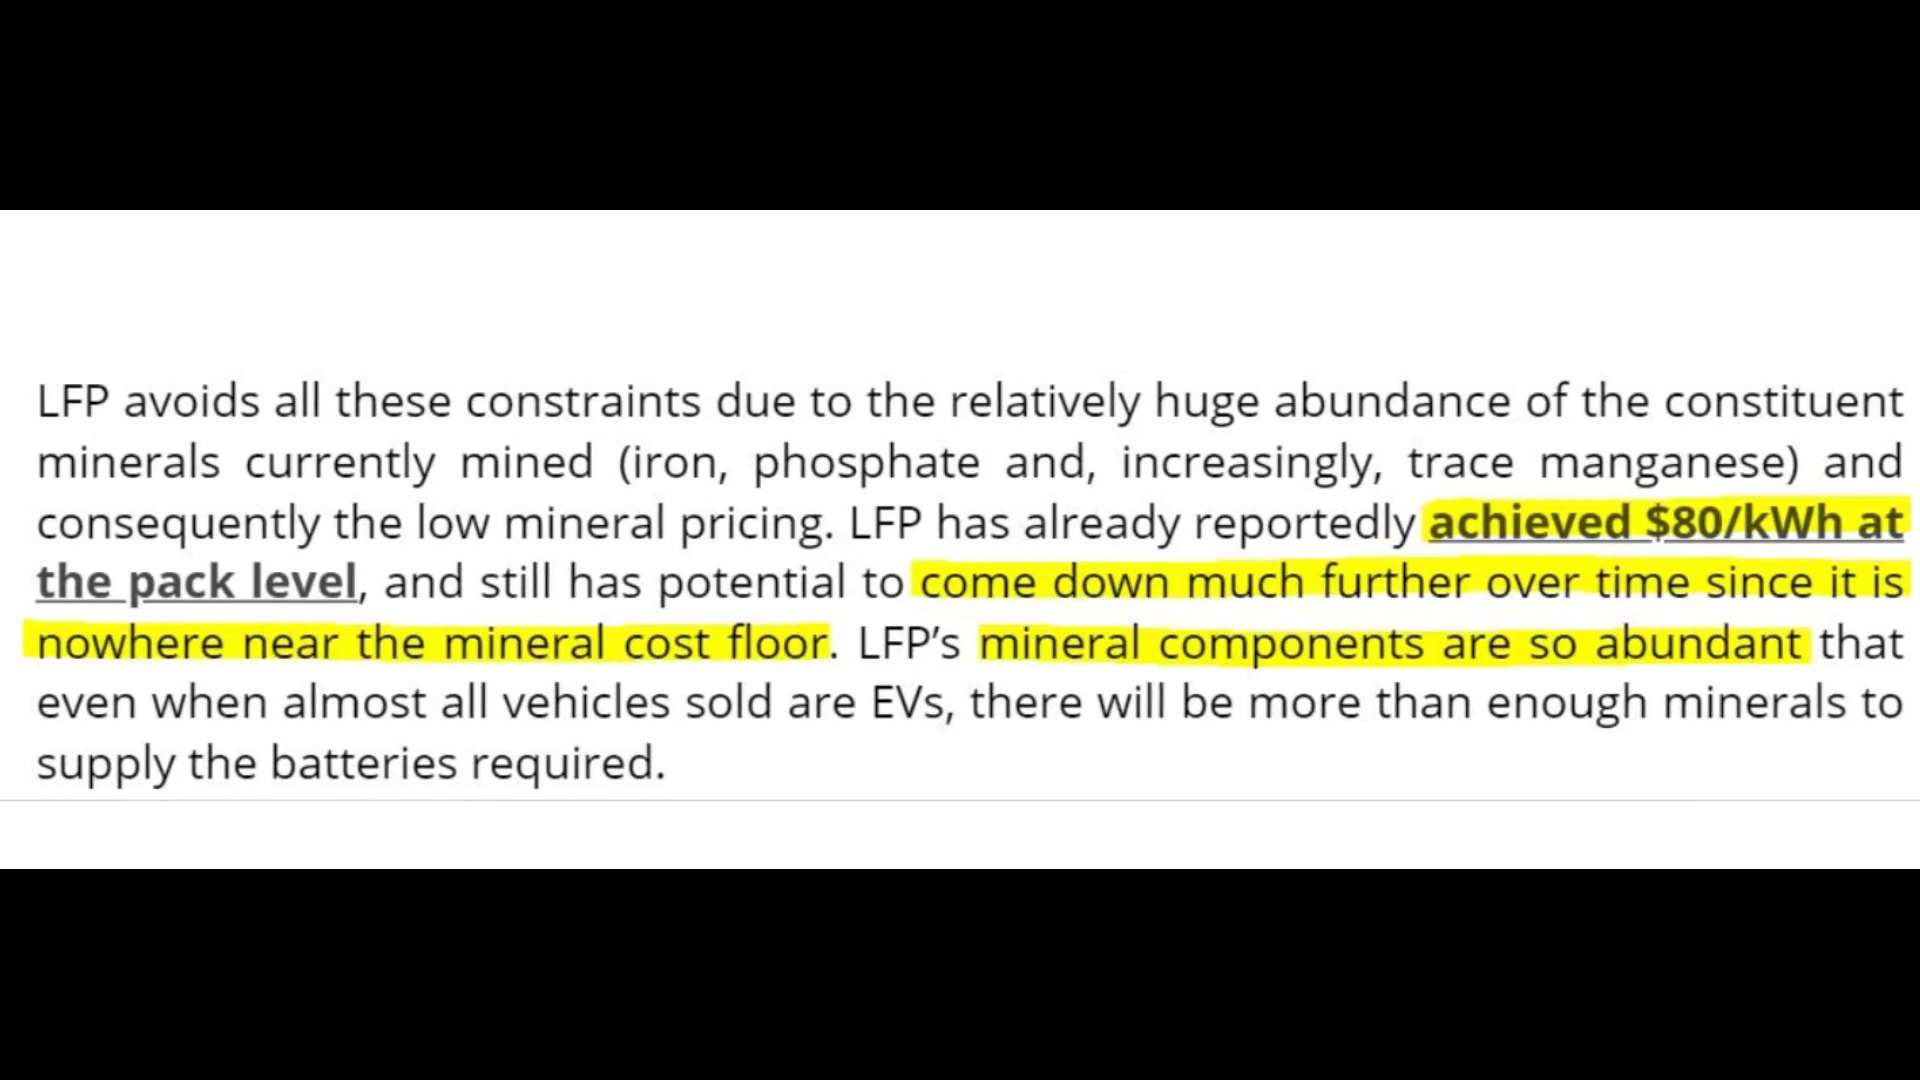 LFP avoids all these constraints due to the relatively huge abundance of the constituent
minerals currently mined (iron, phosphate and, increasingly, trace manganese) and
consequently the low mineral pricing. LFP has already reportedly achieved $80/kWh at
the pack level, and still has potential to come down much further over time since it is
nowhere near the mineral cost floor. LFP’s mineral components are so abundant that
even when almost all vehicles sold are EVs, there will be more than enough minerals to
supply the batteries required.